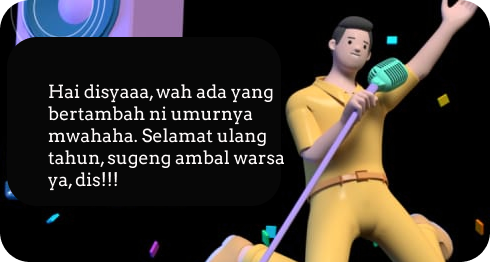 Hai disyaaa, wah ada yang
bertambah ni umurnya
mwahaha. Selamat ulang
tahun, sugeng ambal warsa
ya, dis!!!